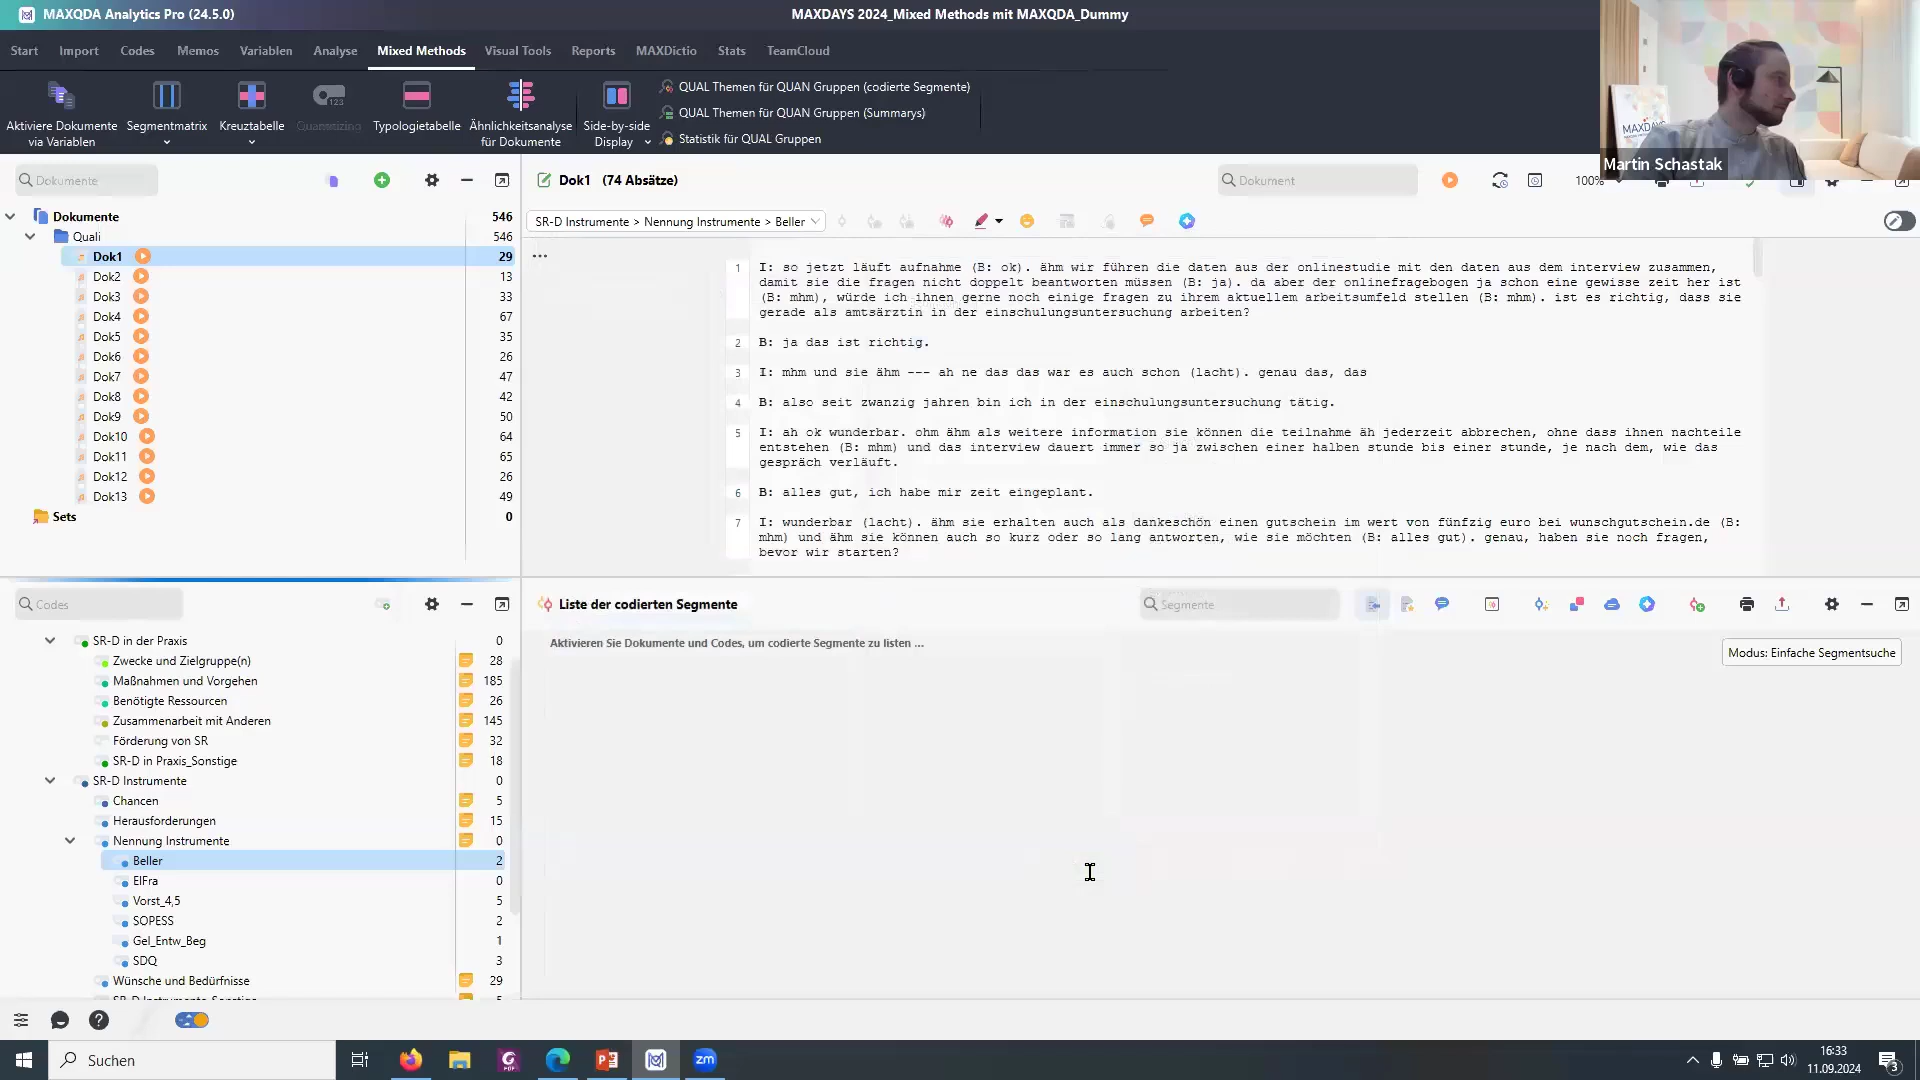 MAXQDA Analytics Pro (24.5.0)
MAXDAYS 2024_Mixed Methods mit MAXQDA_Dummy
Start Import Codes Memos Variablen Analyse Mixed Methods Visual Tools Reports MAXDictio Stats TeamCloud
Aktiviere Dokumente via Variablen
Segmentmatrix
Kreuztabelle
Quantitizing
Typologietabelle
Ähnlichkeitsanalyse für Dokumente
Side-by-side Display
QUAL Themen für QUAN Gruppen (codierte Segmente)
QUAL Themen für QUAN Gruppen (Summarys)
Statistik für QUAL Gruppen
MAXDAYS
Martin Schastak
Dokumente
Dokumente 546
Quali 546
Dok1 29
Dok2 13
Dok3 33
Dok4 67
Dok5 35
Dok6 26
Dok7 47
Dok8 42
Dok9 50
Dok10 64
Dok11 65
Dok12 26
Dok13 49
Sets 0
Dok1 (74 Absätze)
Dokument
100%
SR-D Instrumente > Nennung Instrumente > Beller
1 I: so jetzt läuft aufnahme (B: ok). ähm wir führen die daten aus der onlinestudie mit den daten aus dem interview zusammen,
damit sie die fragen nicht doppelt beantworten müssen (B: ja). da aber der onlinefragebogen ja schon eine gewisse zeit her ist
(B: mhm), würde ich ihnen gerne noch einige fragen zu ihrem aktuellem arbeitsumfeld stellen (B: mhm). ist es richtig, dass sie
gerade als amtsärztin in der einschulungsuntersuchung arbeiten?
2 B: ja das ist richtig.
3 I: mhm und sie ähm --- ah ne das das war es auch schon (lacht). genau das, das
4 B: also seit zwanzig jahren bin ich in der einschulungsuntersuchung tätig.
5 I: ah ok wunderbar. ohm ähm als weitere information sie können die teilnahme äh jederzeit abbrechen, ohne dass ihnen nachteile
entstehen (B: mhm) und das interview dauert immer so ja zwischen einer halben stunde bis einer stunde, je nach dem, wie das
gespräch verläuft.
6 B: alles gut, ich habe mir zeit eingeplant.
7 I: wunderbar (lacht). ähm sie erhalten auch als dankeschön einen gutschein im wert von fünfzig euro bei wunschgutschein.de (B:
mhm) und ähm sie können auch so kurz oder so lang antworten, wie sie möchten (B: alles gut). genau, haben sie noch fragen,
bevor wir starten?
Codes
SR-D in der Praxis 0
Zwecke und Zielgruppe(n) 28
Maßnahmen und Vorgehen 185
Benötigte Ressourcen 26
Zusammenarbeit mit Anderen 145
Förderung von SR 32
SR-D in Praxis_Sonstige 18
SR-D Instrumente 0
Chancen 5
Herausforderungen 15
Nennung Instrumente 0
Beller 2
ElFra 0
Vorst_4,5 5
SOPESS 2
Gel_Entw_Beg 1
SDQ 3
Wünsche und Bedürfnisse 29
Liste der codierten Segmente
Segmente
Aktivieren Sie Dokumente und Codes, um codierte Segmente zu listen ...
Modus: Einfache Segmentsuche
Suchen
16:33
11.09.2024
3